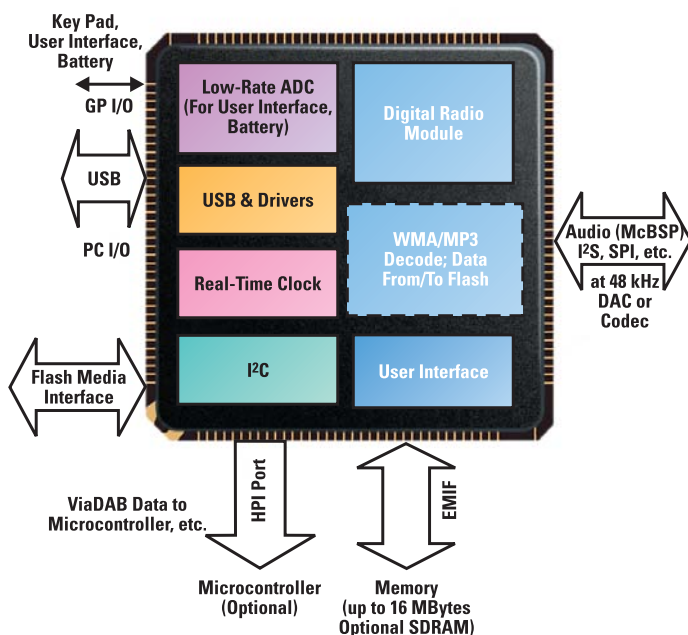 Key Pad,
User Interface,
Battery
GP I/O
USB
PC I/O
Flash Media
Interface
Low-Rate ADC
(For User Interface,
Battery)
USB & Drivers
Real-Time Clock
I²C
Digital Radio
Module
WMA/MP3
Decode; Data
From/To Flash
User Interface
Audio (McBSP)
I²S, SPI, etc.
at 48 kHz
DAC or
Codec
ViaDAB Data to
Microcontroller, etc.
HPI Port
EMIF
Microcontroller
(Optional)
Memory
(up to 16 MBytes
Optional SDRAM)